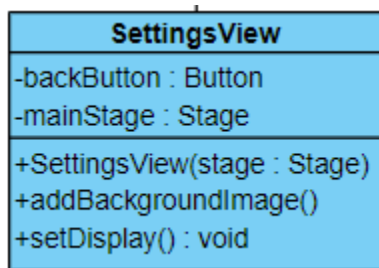 SettingsView
-backButton : Button
-mainStage : Stage
+SettingsView(stage : Stage)
+addBackgroundImage()
+setDisplay() : void